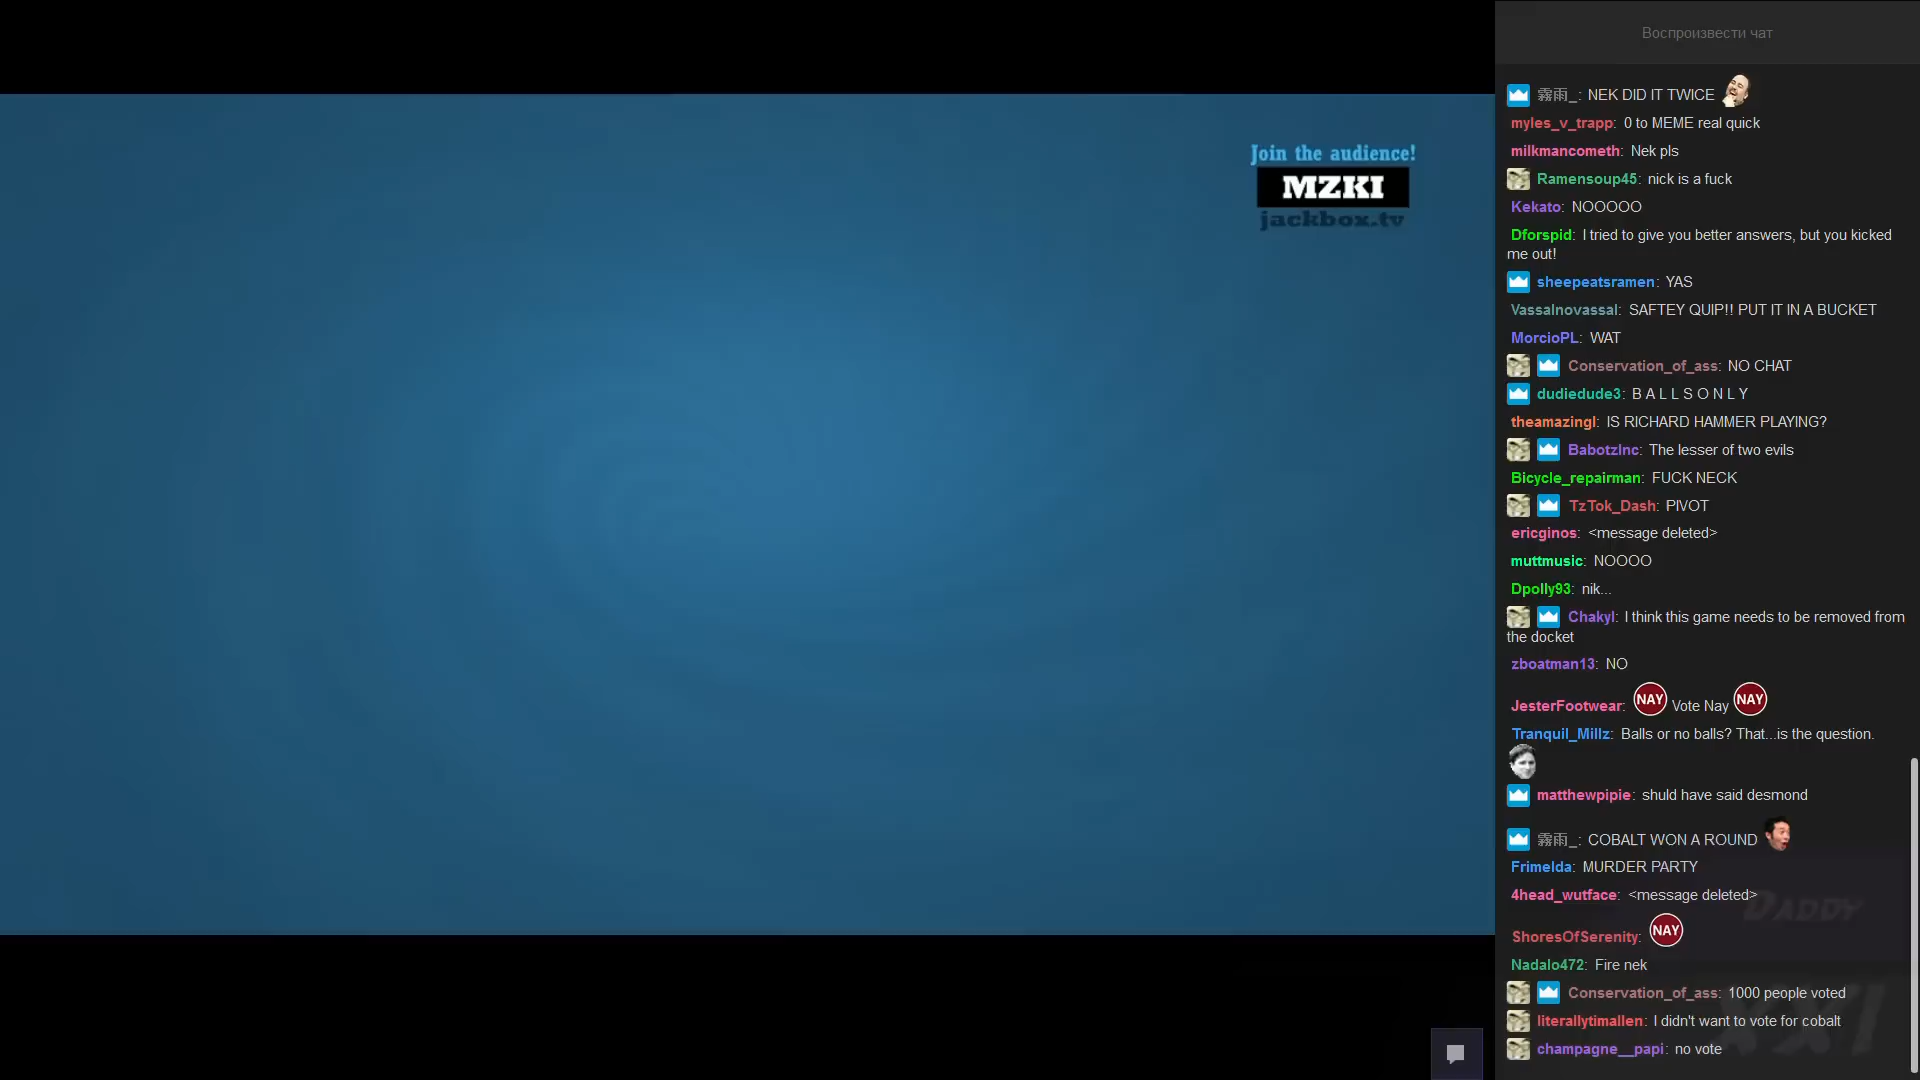 Воспроизвести чат
Join the audience!
MZKI
jackbox.tv
霧雨_: NEK DID IT TWICE
myles_v_trapp: 0 to MEME real quick
milkmancometh: Nek pls
Ramensoup45: nick is a fuck
Kekato: NOOOOO
Dforspid: I tried to give you better answers, but you kicked
me out!
sheepeatsramen: YAS
Vassalnovassal: SAFTEY QUIP!! PUT IT IN A BUCKET
MorcioPL: WAT
Conservation_of_ass: NO CHAT
dudiedude3: B A L L S O N L Y
theamazingl: IS RICHARD HAMMER PLAYING?
BabotzInc: The lesser of two evils
Bicycle_repairman: FUCK NECK
TzTok_Dash: PIVOT
ericginos: <message deleted>
muttmusic: NOOOO
Dpolly93: nik...
Chakyl: I think this game needs to be removed from
the docket
zboatman13: NO
JesterFootwear: NAY Vote Nay NAY
Tranquil_Millz: Balls or no balls? That...is the question.
matthewpipie: shuld have said desmond
霧雨_: COBALT WON A ROUND
Frimelda: MURDER PARTY
4head_wutface: <message deleted>
DADDY
ShoresOfSerenity: NAY
Nadalo472: Fire nek
Conservation_of_ass: 1000 people voted
literallytimallen: I didn't want to vote for cobalt
XXI
champagne__papi: no vote